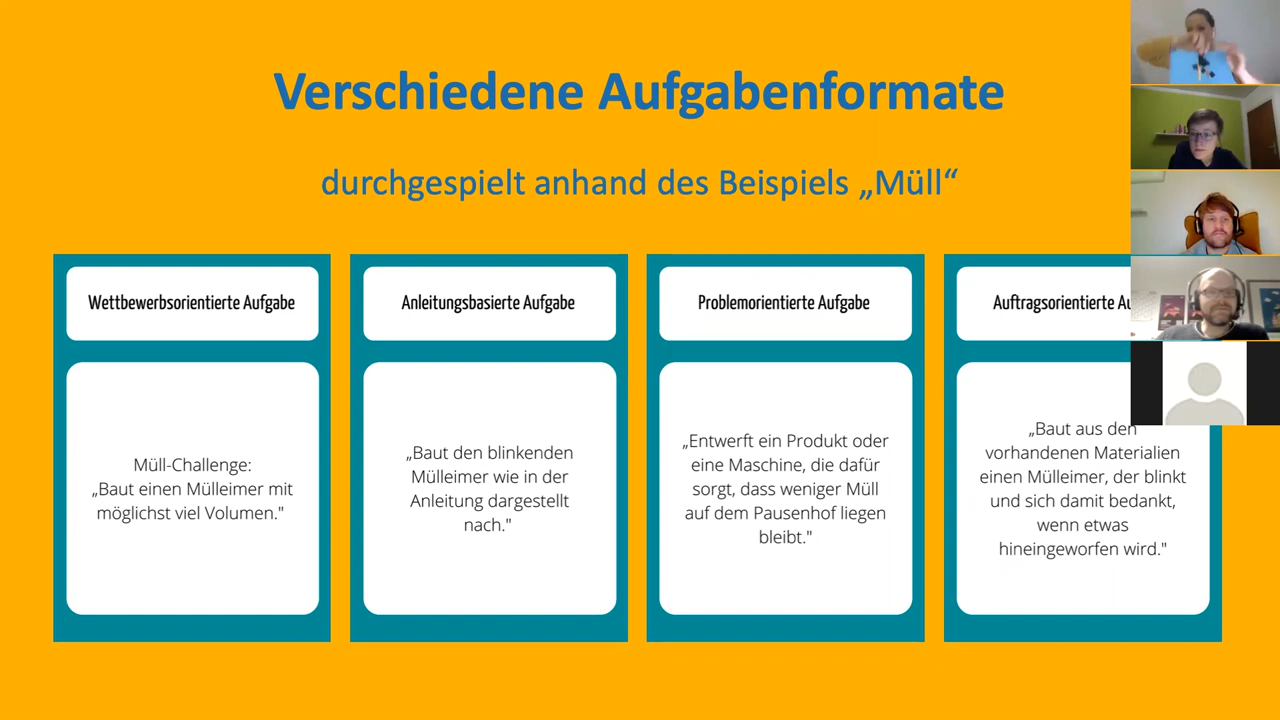 Verschiedene Aufgabenformate
durchgespielt anhand des Beispiels „Müll“
Wettbewerbsorientierte Aufgabe
Müll-Challenge:
„Baut einen Mülleimer mit
möglichst viel Volumen."
Anleitungsbasierte Aufgabe
„Baut den blinkenden
Mülleimer wie in der
Anleitung dargestellt
nach."
Problemorientierte Aufgabe
„Entwerft ein Produkt oder
eine Maschine, die dafür
sorgt, dass weniger Müll
auf dem Pausenhof liegen
bleibt."
Auftragsorientierte
„Baut aus den
vorhandenen Materialien
einen Mülleimer, der blinkt
und sich damit bedankt,
wenn etwas
hineingeworfen wird."